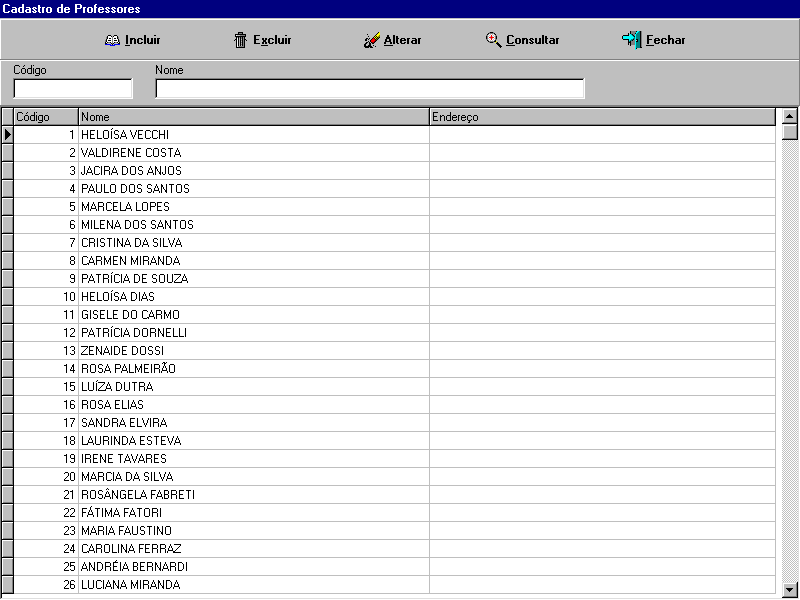 Cadastro de Professores
Incluir Excluir Alterar Consultar Fechar
Código Nome
Código Nome Endereço
1 HELOÍSA VECCHI
2 VALDIRENE COSTA
3 JACIRA DOS ANJOS
4 PAULO DOS SANTOS
5 MARCELA LOPES
6 MILENA DOS SANTOS
7 CRISTINA DA SILVA
8 CARMEN MIRANDA
9 PATRÍCIA DE SOUZA
10 HELOÍSA DIAS
11 GISELE DO CARMO
12 PATRÍCIA DORNELLI
13 ZENAIDE DOSSI
14 ROSA PALMEIRÃO
15 LUÍZA DUTRA
16 ROSA ELIAS
17 SANDRA ELVIRA
18 LAURINDA ESTEVA
19 IRENE TAVARES
20 MARCIA DA SILVA
21 ROSÂNGELA FABRETI
22 FÁTIMA FATORI
23 MARIA FAUSTINO
24 CAROLINA FERRAZ
25 ANDRÉIA BERNARDI
26 LUCIANA MIRANDA